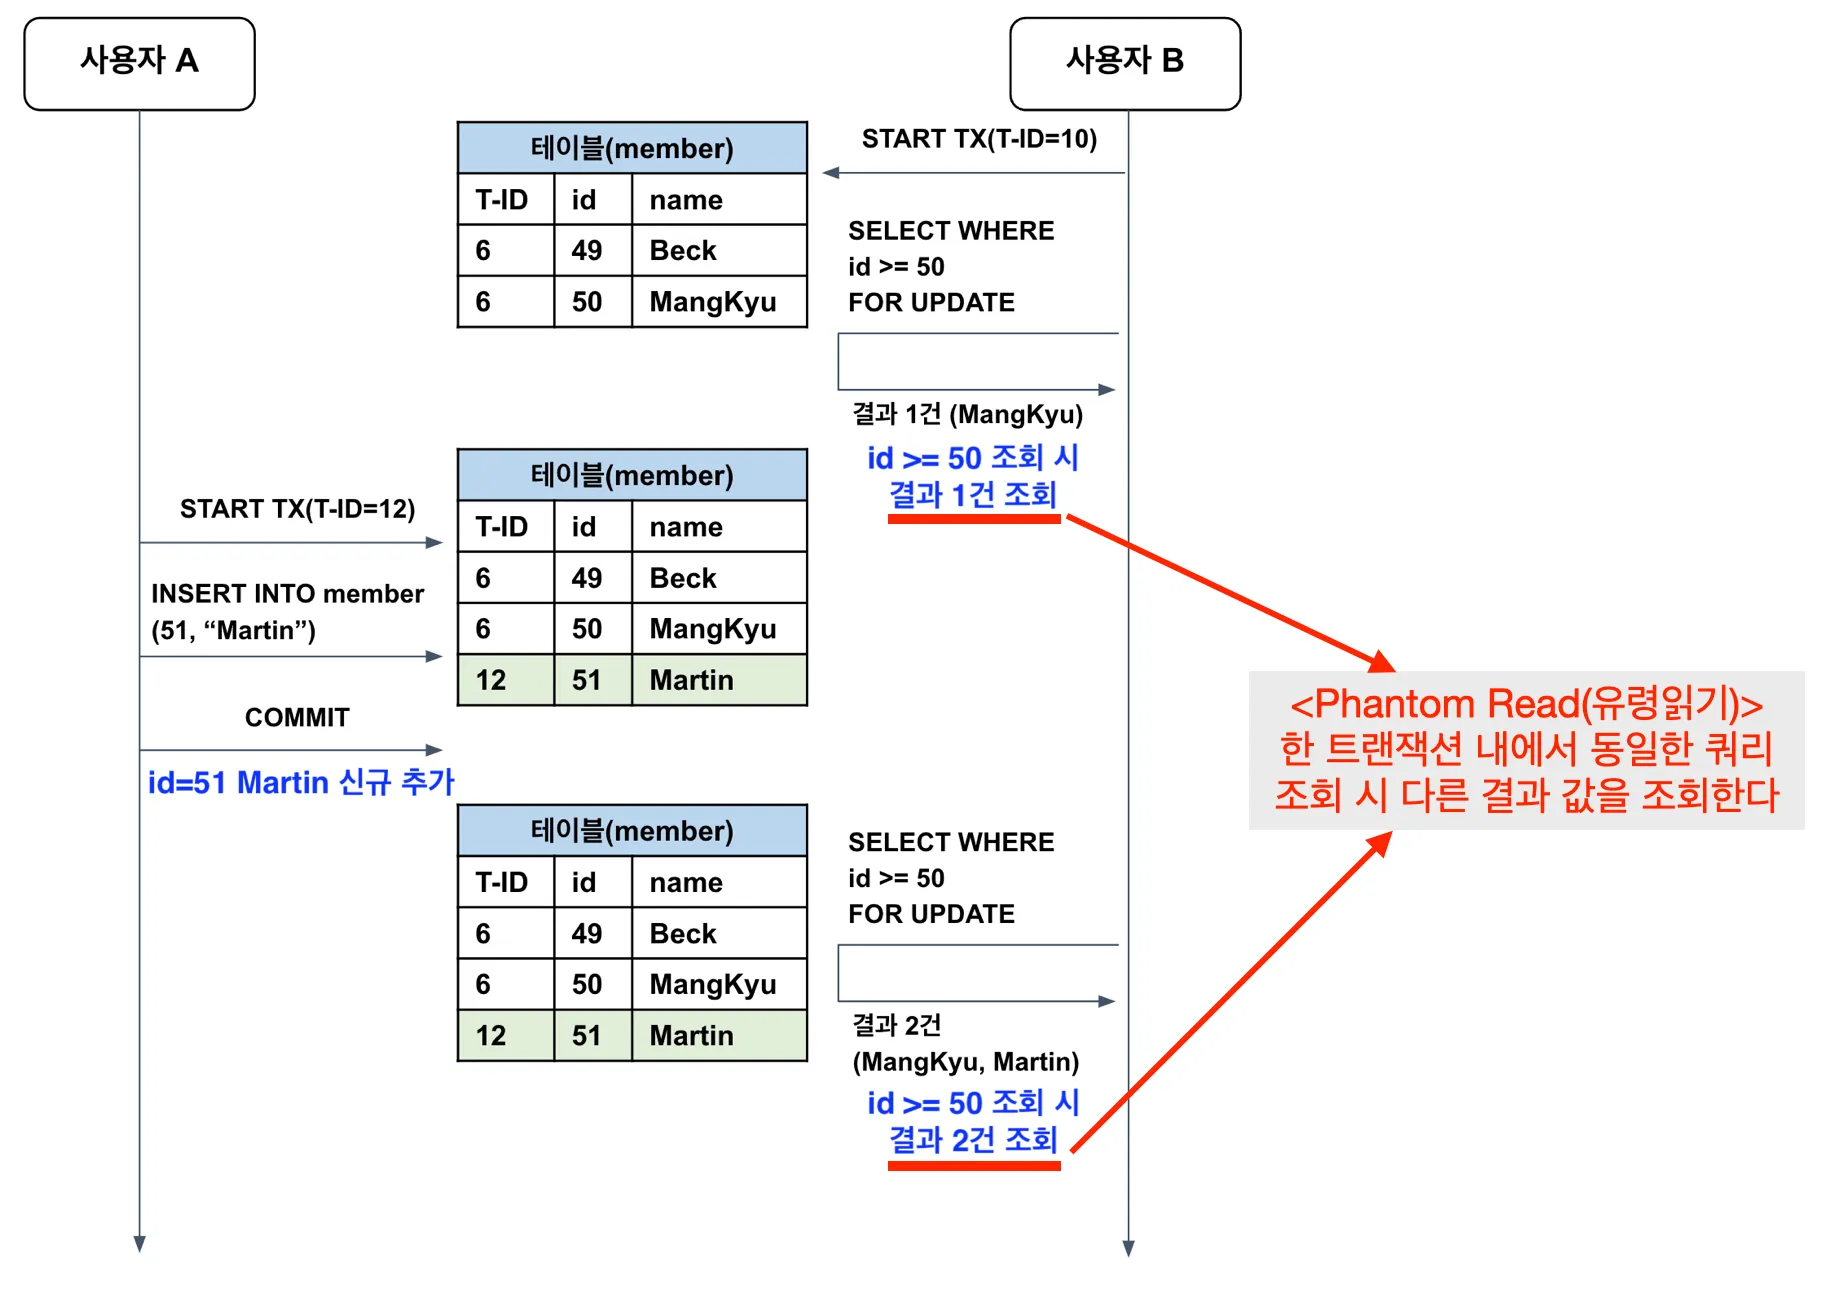 사용자 A
사용자 B
START TX(T-ID=10)
테이블(member)
T-ID id name
6 49 Beck
6 50 MangKyu
SELECT WHERE
id >= 50
FOR UPDATE
결과 1건 (MangKyu)
id >= 50 조회 시
결과 1건 조회
START TX(T-ID=12)
테이블(member)
T-ID id name
6 49 Beck
6 50 MangKyu
12 51 Martin
INSERT INTO member
(51, “Martin”)
COMMIT
id=51 Martin 신규 추가
<Phantom Read(유령읽기)>
한 트랜잭션 내에서 동일한 쿼리
조회 시 다른 결과 값을 조회한다
테이블(member)
T-ID id name
6 49 Beck
6 50 MangKyu
12 51 Martin
SELECT WHERE
id >= 50
FOR UPDATE
결과 2건
(MangKyu, Martin)
id >= 50 조회 시
결과 2건 조회